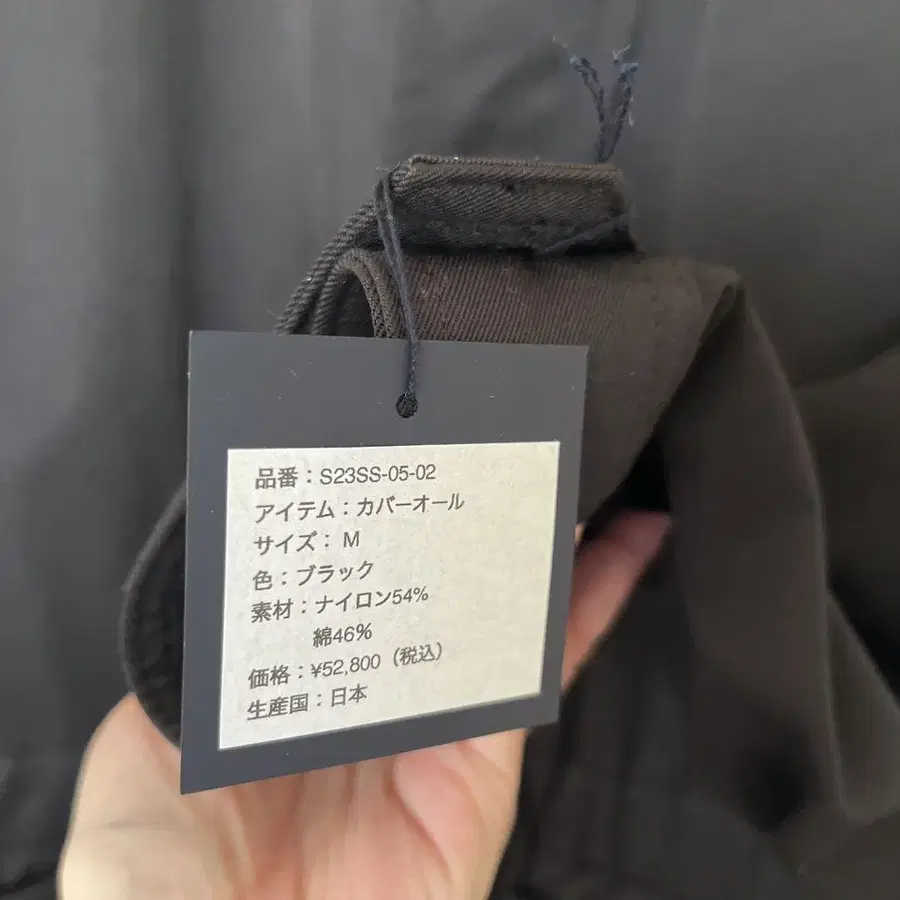 品番：S23SS-05-02
アイテム：カバーオール
サイズ： M
色：ブラック
素材：ナイロン54%
綿46%
価格：¥52,800（税込）
生産国：日本